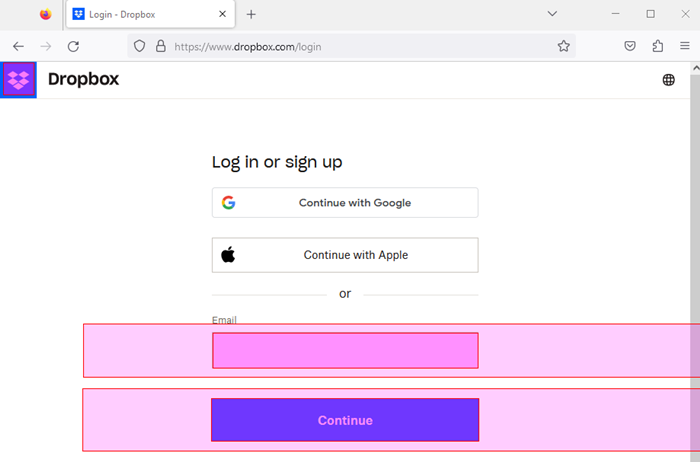 Login - Dropbox
https://www.dropbox.com/login
Dropbox
Log in or sign up
Continue with Google
Continue with Apple
or
Email
Continue